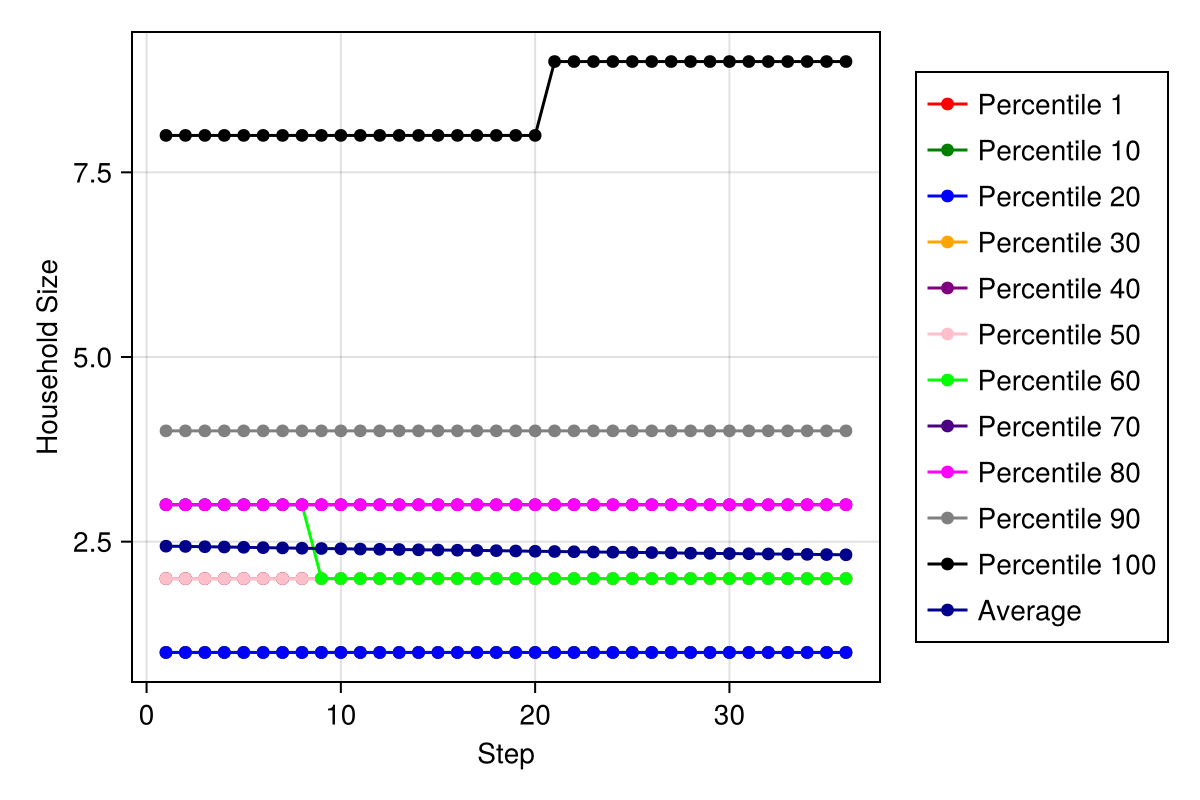 7.5
5.0
2.5
Household Size
0 10 20 30
Step
Percentile 1
Percentile 10
Percentile 20
Percentile 30
Percentile 40
Percentile 50
Percentile 60
Percentile 70
Percentile 80
Percentile 90
Percentile 100
Average